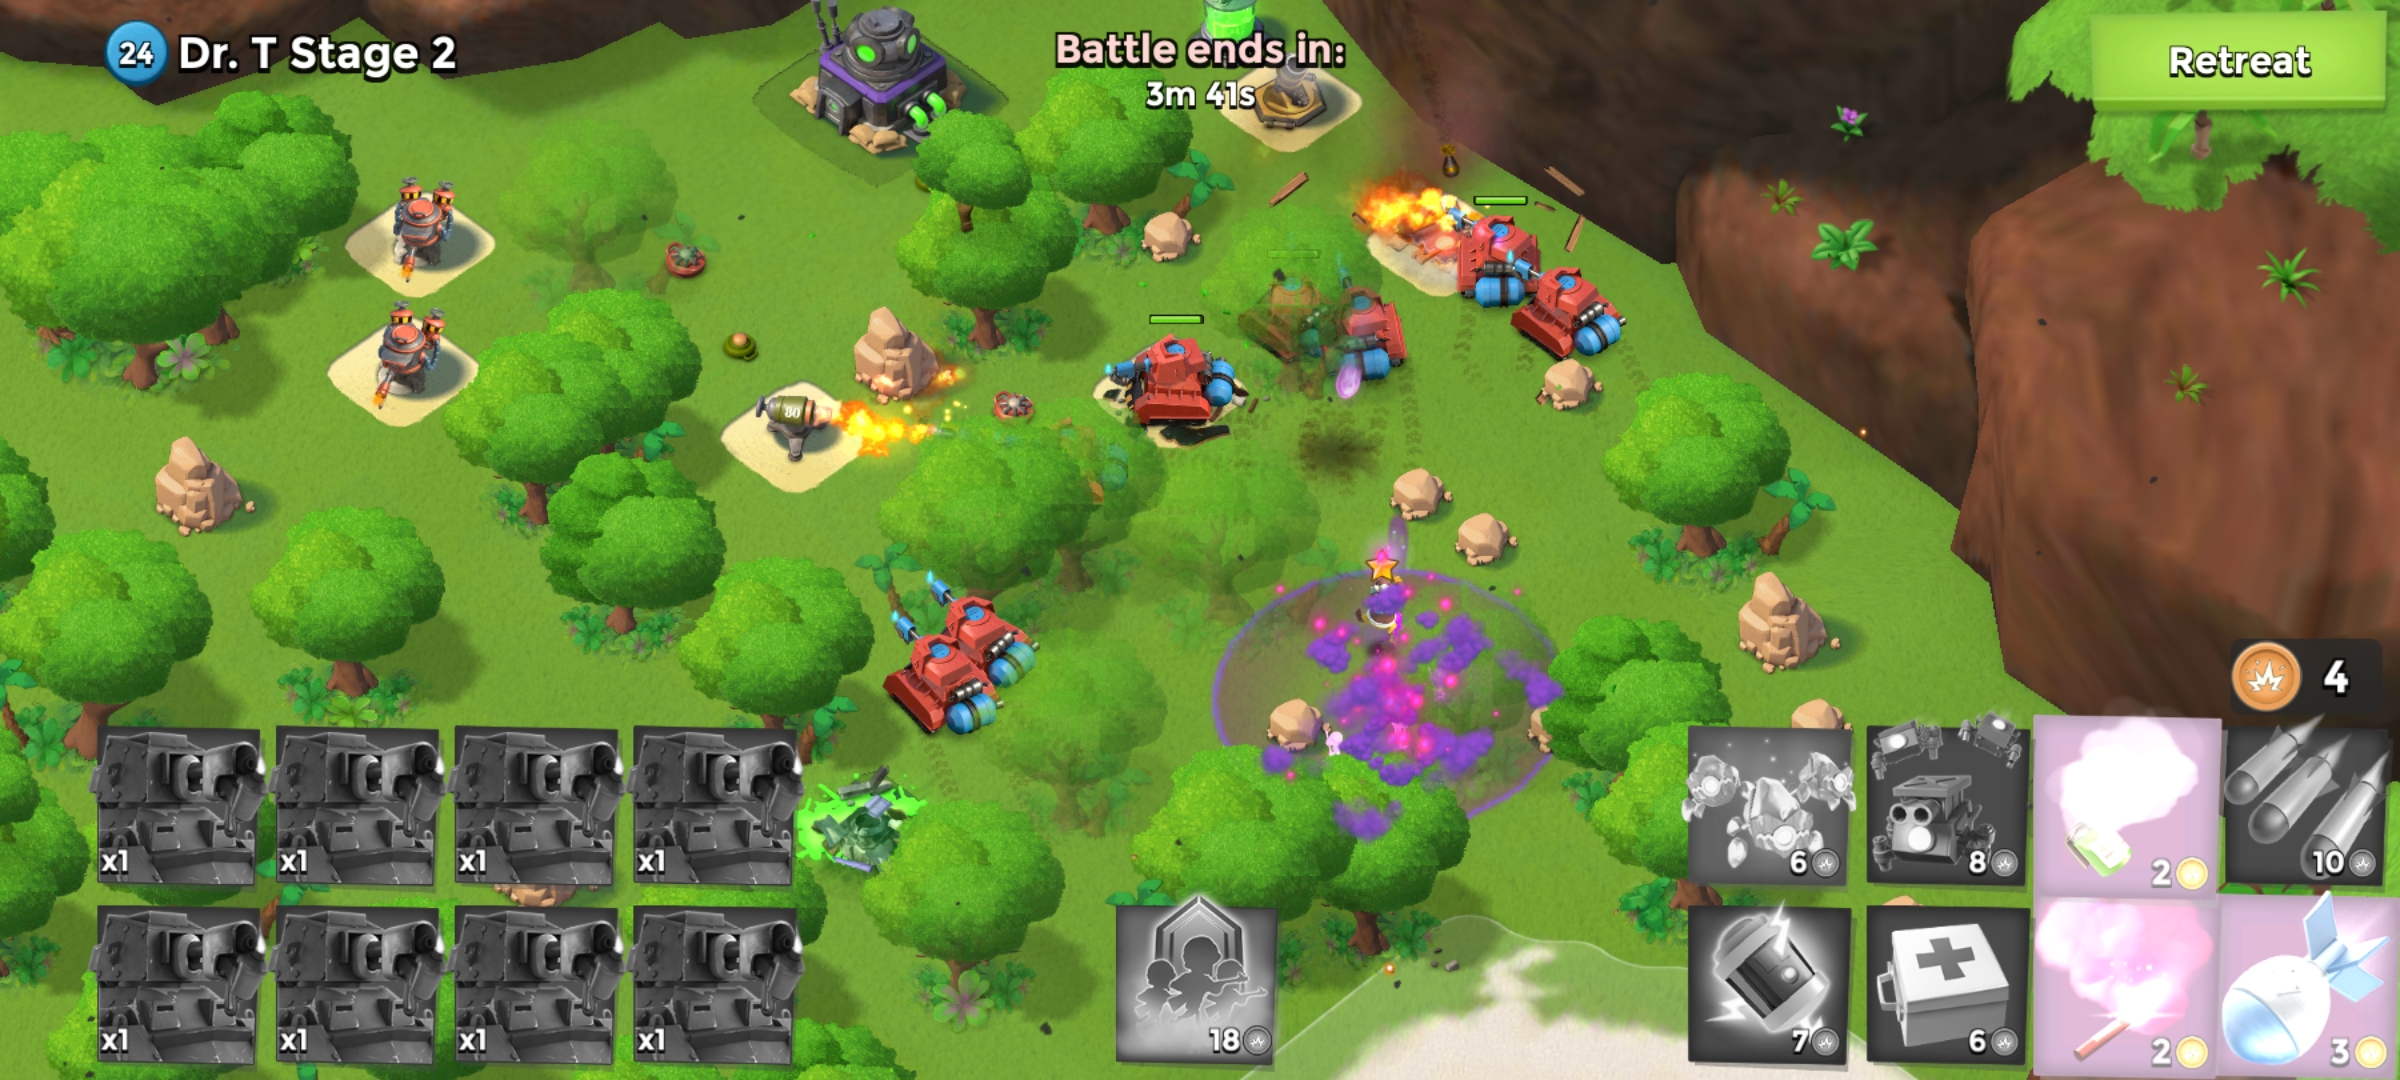 24 Dr. T Stage 2
Battle ends in:
3m 41s
Retreat
80
4
x1 x1 x1 x1
6 8 2 10
x1 x1 x1 x1
18
7 6 2 3